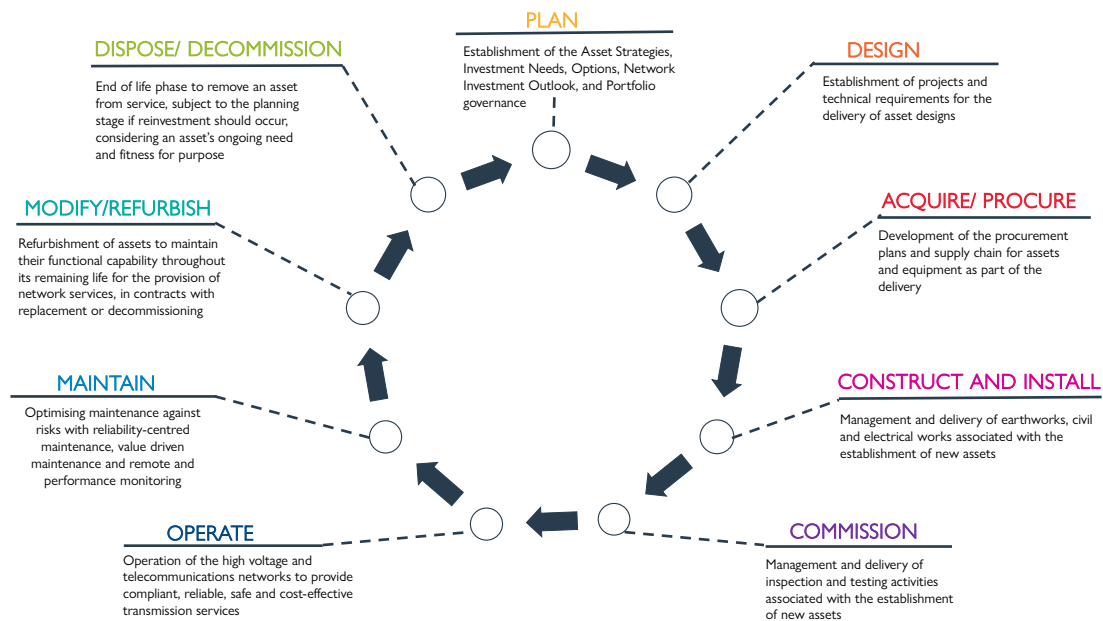 PLAN
Establishment of the Asset Strategies,
Investment Needs, Options, Network
Investment Outlook, and Portfolio
governance
DESIGN
Establishment of projects and
technical requirements for the
delivery of asset designs
ACQUIRE/ PROCURE
Development of the procurement
plans and supply chain for assets
and equipment as part of the
delivery
CONSTRUCT AND INSTALL
Management and delivery of earthworks, civil
and electrical works associated with the
establishment of new assets
COMMISSION
Management and delivery of
inspection and testing activities
associated with the establishment
of new assets
OPERATE
Operation of the high voltage and
telecommunications networks to provide
compliant, reliable, safe and cost-effective
transmission services
MAINTAIN
Optimising maintenance against
risks with reliability-centred
maintenance, value driven
maintenance and remote and
performance monitoring
MODIFY/REFURBISH
Refurbishment of assets to maintain
their functional capability throughout
its remaining life for the provision of
network services, in contracts with
replacement or decommissioning
DISPOSE/ DECOMMISSION
End of life phase to remove an asset
from service, subject to the planning
stage if reinvestment should occur,
considering an asset's ongoing need
and fitness for purpose